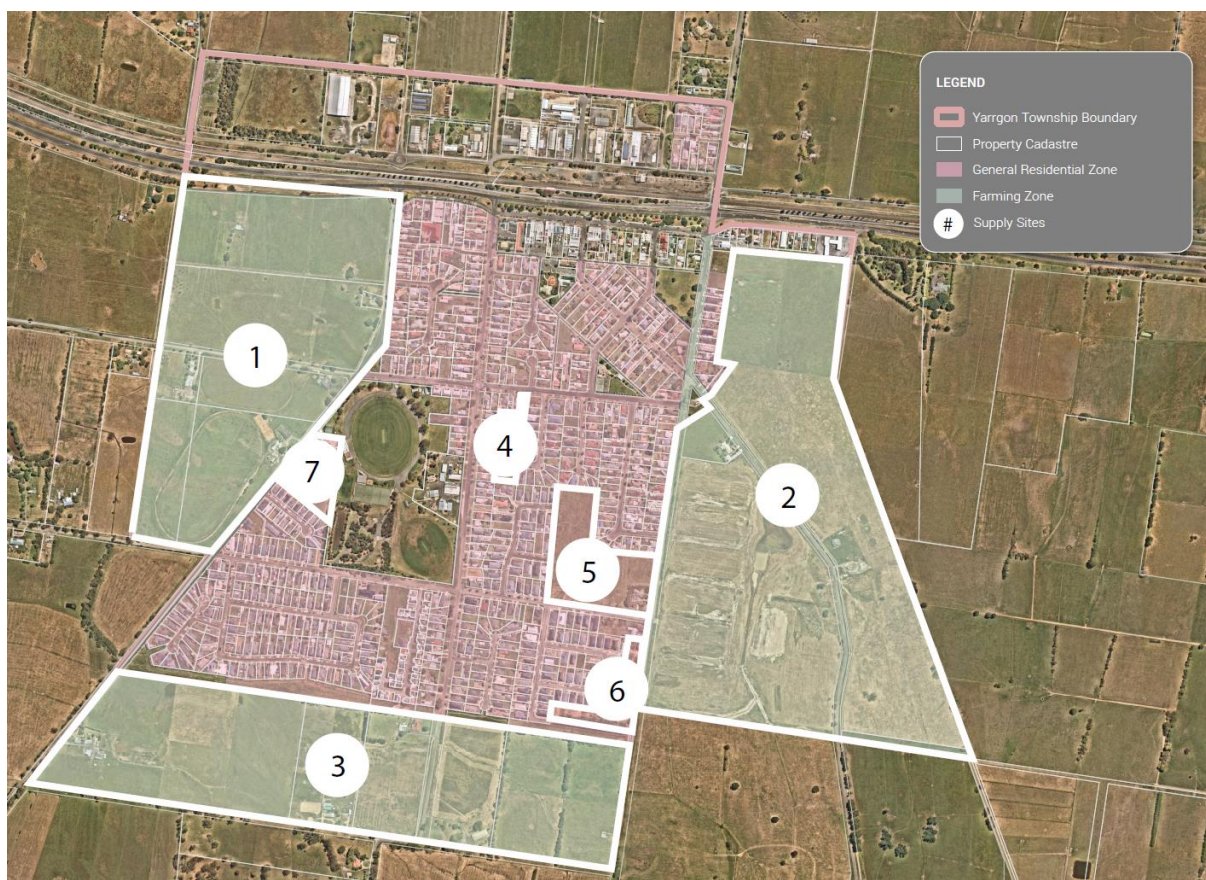 LEGEND
Yarrgon Township Boundary
Property Cadastre
General Residential Zone
Farming Zone
# Supply Sites
1
4
2
7
5
6
3